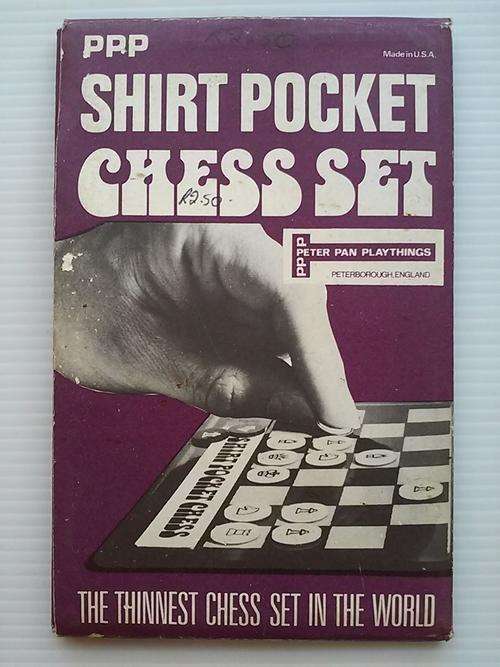 PPP
Made in U.S.A.
SHIRT POCKET
CHESS SET
R2.50
PPP
PETER PAN PLAYTHINGS
PETERBOROUGH, ENGLAND
SHIRT POCKET CHESS
THE THINNEST CHESS SET IN THE WORLD